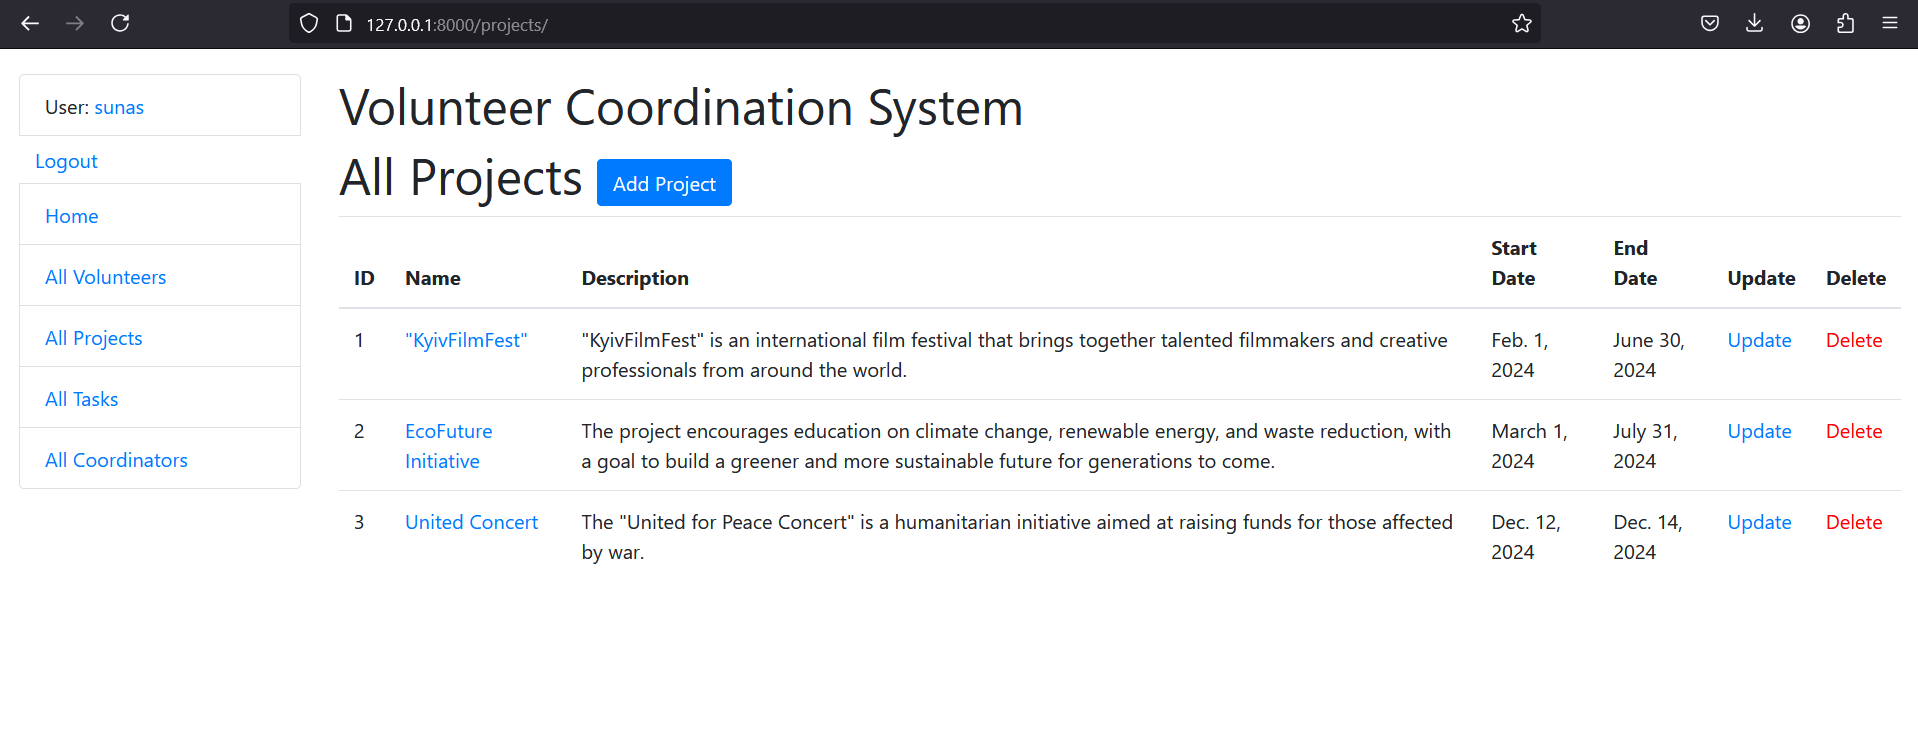 127.0.0.1:8000/projects/
User: sunas
Logout
Home
All Volunteers
All Projects
All Tasks
All Coordinators
Volunteer Coordination System
All Projects Add Project
ID Name Description Start Date End Date Update Delete
1 "KyivFilmFest" "KyivFilmFest" is an international film festival that brings together talented filmmakers and creative Feb. 1, June 30, Update Delete
professionals from around the world. 2024 2024
2 EcoFuture The project encourages education on climate change, renewable energy, and waste reduction, with March 1, July 31, Update Delete
Initiative a goal to build a greener and more sustainable future for generations to come. 2024 2024
3 United Concert The "United for Peace Concert" is a humanitarian initiative aimed at raising funds for those affected Dec. 12, Dec. 14, Update Delete
by war. 2024 2024